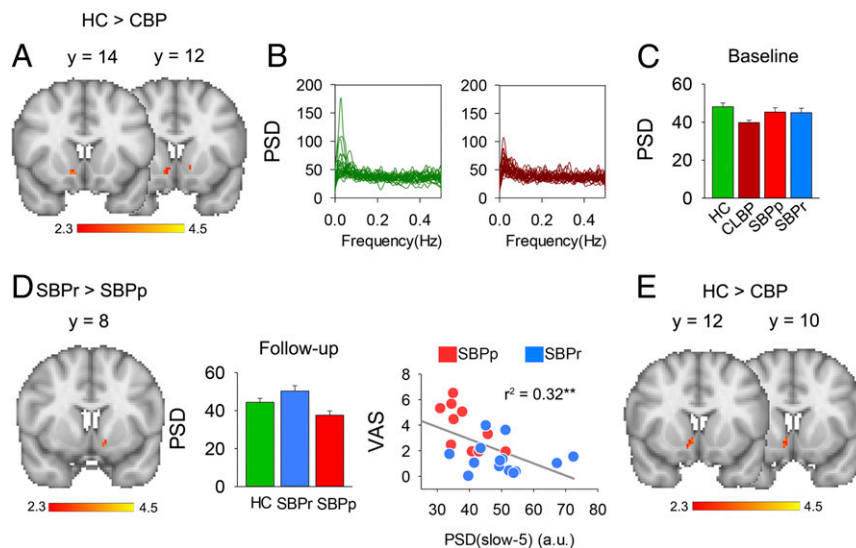 HC > CBP
A
y = 14 y = 12
2.3 4.5
B
PSD
200
150
100
50
0
0.0 0.2 0.4
Frequency(Hz)
200
150
100
50
0
0.0 0.2 0.4
Frequency(Hz)
C
Baseline
PSD
60
40
20
0
HC CLBP SBPp SBPr
D
SBPr > SBPp
y = 8
2.3 4.5
Follow-up
PSD
60
40
20
0
HC SBPr SBPp
SBPp SBPr
r² = 0.32**
VAS
8
6
4
2
0
30 40 50 60 70 80
PSD(slow-5) (a.u.)
E
HC > CBP
y = 12 y = 10
2.3 4.5